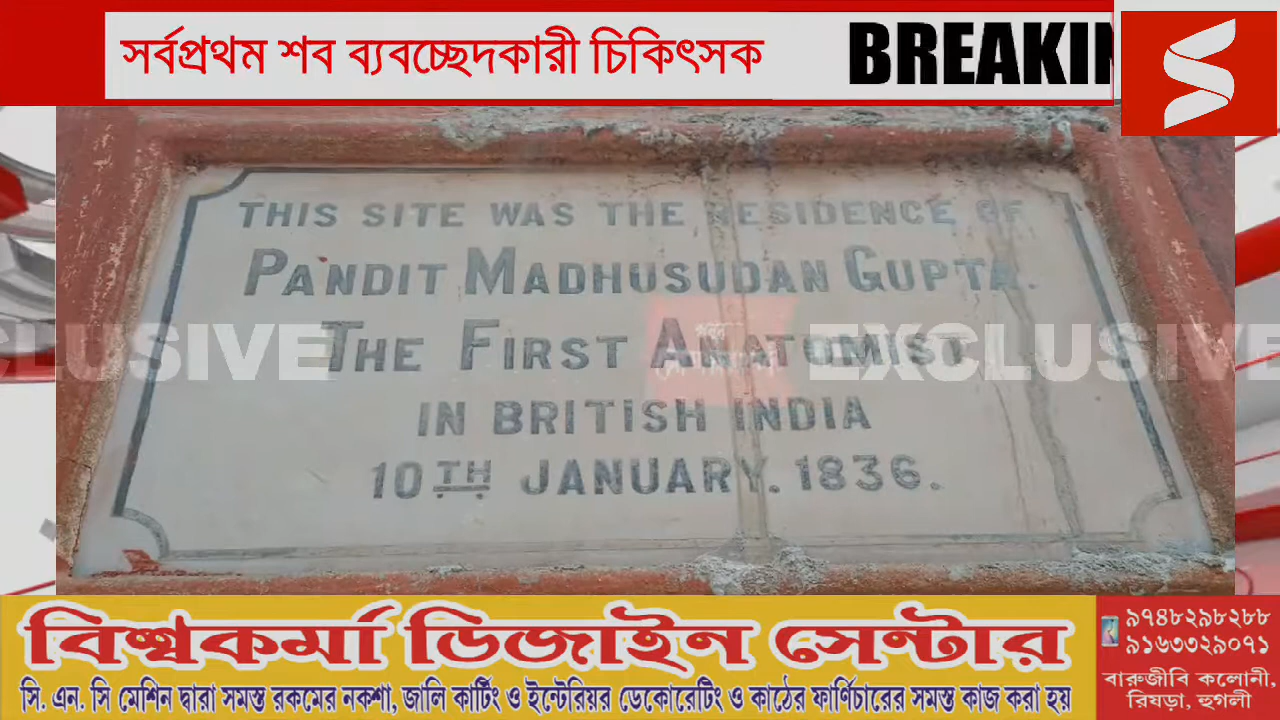 সর্বপ্রথম শব ব্যবচ্ছেদকারী চিকিৎসক
BREAKIN
THIS SITE WAS THE RESIDENCE OF
PANDIT MADHUSUDAN GUPTA.
THE FIRST ANATOMIST
CLUSIVE EXCLUSIVE
IN BRITISH INDIA
10TH JANUARY. 1836.
বিশ্বকর্মা ডিজাইন সেন্টার
সি. এন. সি মেশিন দ্বারা সমস্ত রকমের নকশা, জালি কাটিং ও ইন্টেরিয়র ডেকোরেটিং ও কাঠের ফার্ণিচারের সমস্ত কাজ করা হয়
৯৭৪৮২৯৮২৮৮
৯১৬৩৩২৯০৭১
বারুজীবি কলোনী,
রিষড়া, হুগলী